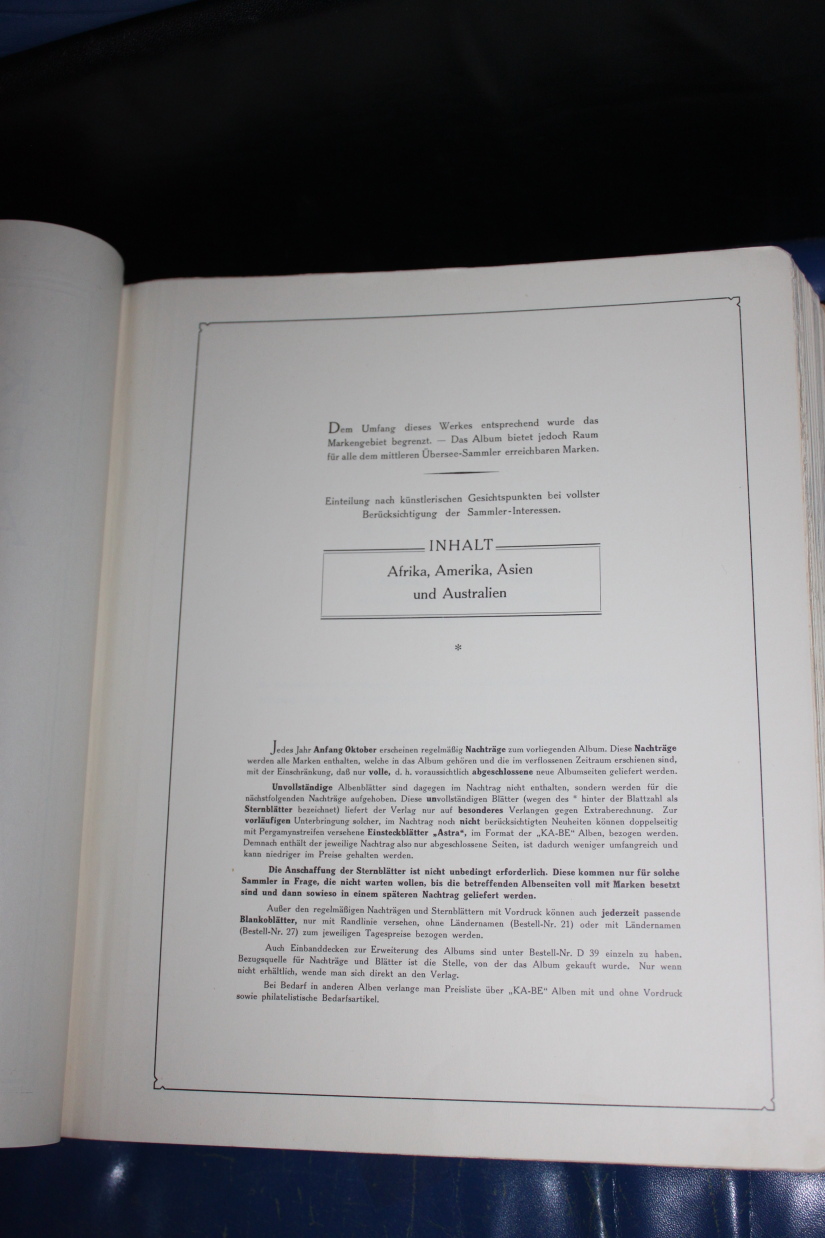 Dem Umfang dieses Werkes entsprechend wurde das
Markengebiet begrenzt. — Das Album bietet jedoch Raum
für alle dem mittleren Übersee-Sammler erreichbaren Marken.
Einteilung nach künstlerischen Gesichtspunkten bei vollster
Berücksichtigung der Sammler-Interessen.
INHALT
Afrika, Amerika, Asien
und Australien
*
Jedes Jahr Anfang Oktober erscheinen regelmäßig Nachträge zum vorliegenden Album. Diese Nachträge
werden alle Marken enthalten, welche in das Album gehören und die im verflossenen Zeitraum erschienen sind,
mit der Einschränkung, daß nur volle, d. h. voraussichtlich abgeschlossene neue Albumseiten geliefert werden.
Unvollständige Albenblätter sind dagegen im Nachtrag nicht enthalten, sondern werden für die
nächstfolgenden Nachträge aufgehoben. Diese unvollständigen Blätter (wegen des * hinter der Blattzahl als
Sternblätter bezeichnet) liefert der Verlag nur auf besonderes Verlangen gegen Extraberechnung. Zur
vorläufigen Unterbringung solcher, im Nachtrag noch nicht berücksichtigten Neuheiten können doppelseitig
mit Pergamynstreifen versehene Einsteckblätter „Astra“, im Format der „KA-BE“ Alben, bezogen werden.
Demnach enthält der jeweilige Nachtrag also nur abgeschlossene Seiten, ist dadurch weniger umfangreich und
kann niedriger im Preise gehalten werden.
Die Anschaffung der Sternblätter ist nicht unbedingt erforderlich. Diese kommen nur für solche
Sammler in Frage, die nicht warten wollen, bis die betreffenden Albenseiten voll mit Marken besetzt
sind und dann sowieso in einem späteren Nachtrag geliefert werden.
Außer den regelmäßigen Nachträgen und Sternblättern mit Vordruck können auch jederzeit passende
Blankoblätter, nur mit Randlinie versehen, ohne Ländernamen (Bestell-Nr. 21) oder mit Ländernamen
(Bestell-Nr. 27) zum jeweiligen Tagespreise bezogen werden.
Auch Einbanddecken zur Erweiterung des Albums sind unter Bestell-Nr. D 39 einzeln zu haben.
Bezugsquelle für Nachträge und Blätter ist die Stelle, von der das Album gekauft wurde. Nur wenn
nicht erhältlich, wende man sich direkt an den Verlag.
Bei Bedarf in anderen Alben verlange man Preisliste über „KA-BE“ Alben mit und ohne Vordruck
sowie philatelistische Bedarfsartikel.